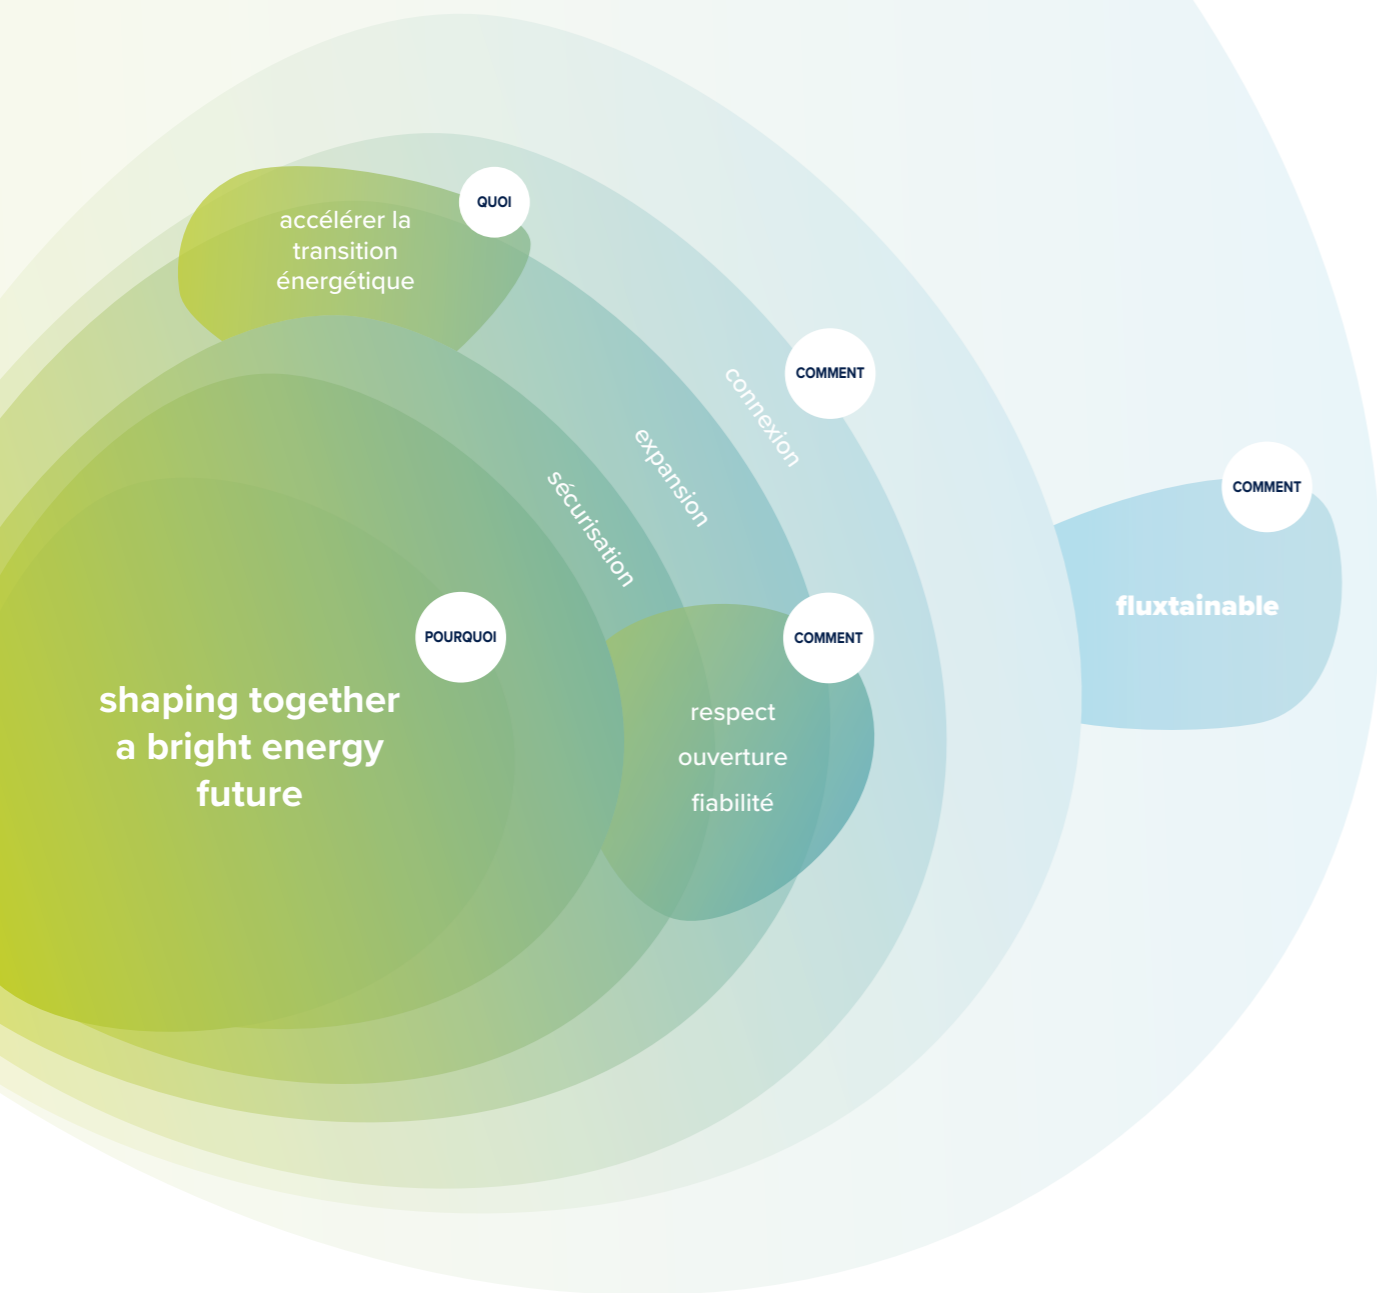 QUOI
accélérer la
transition
énergétique
COMMENT
connexion
expansion
sécurisation
COMMENT
fluxtainable
POURQUOI
shaping together
a bright energy
future
COMMENT
respect
ouverture
fiabilité